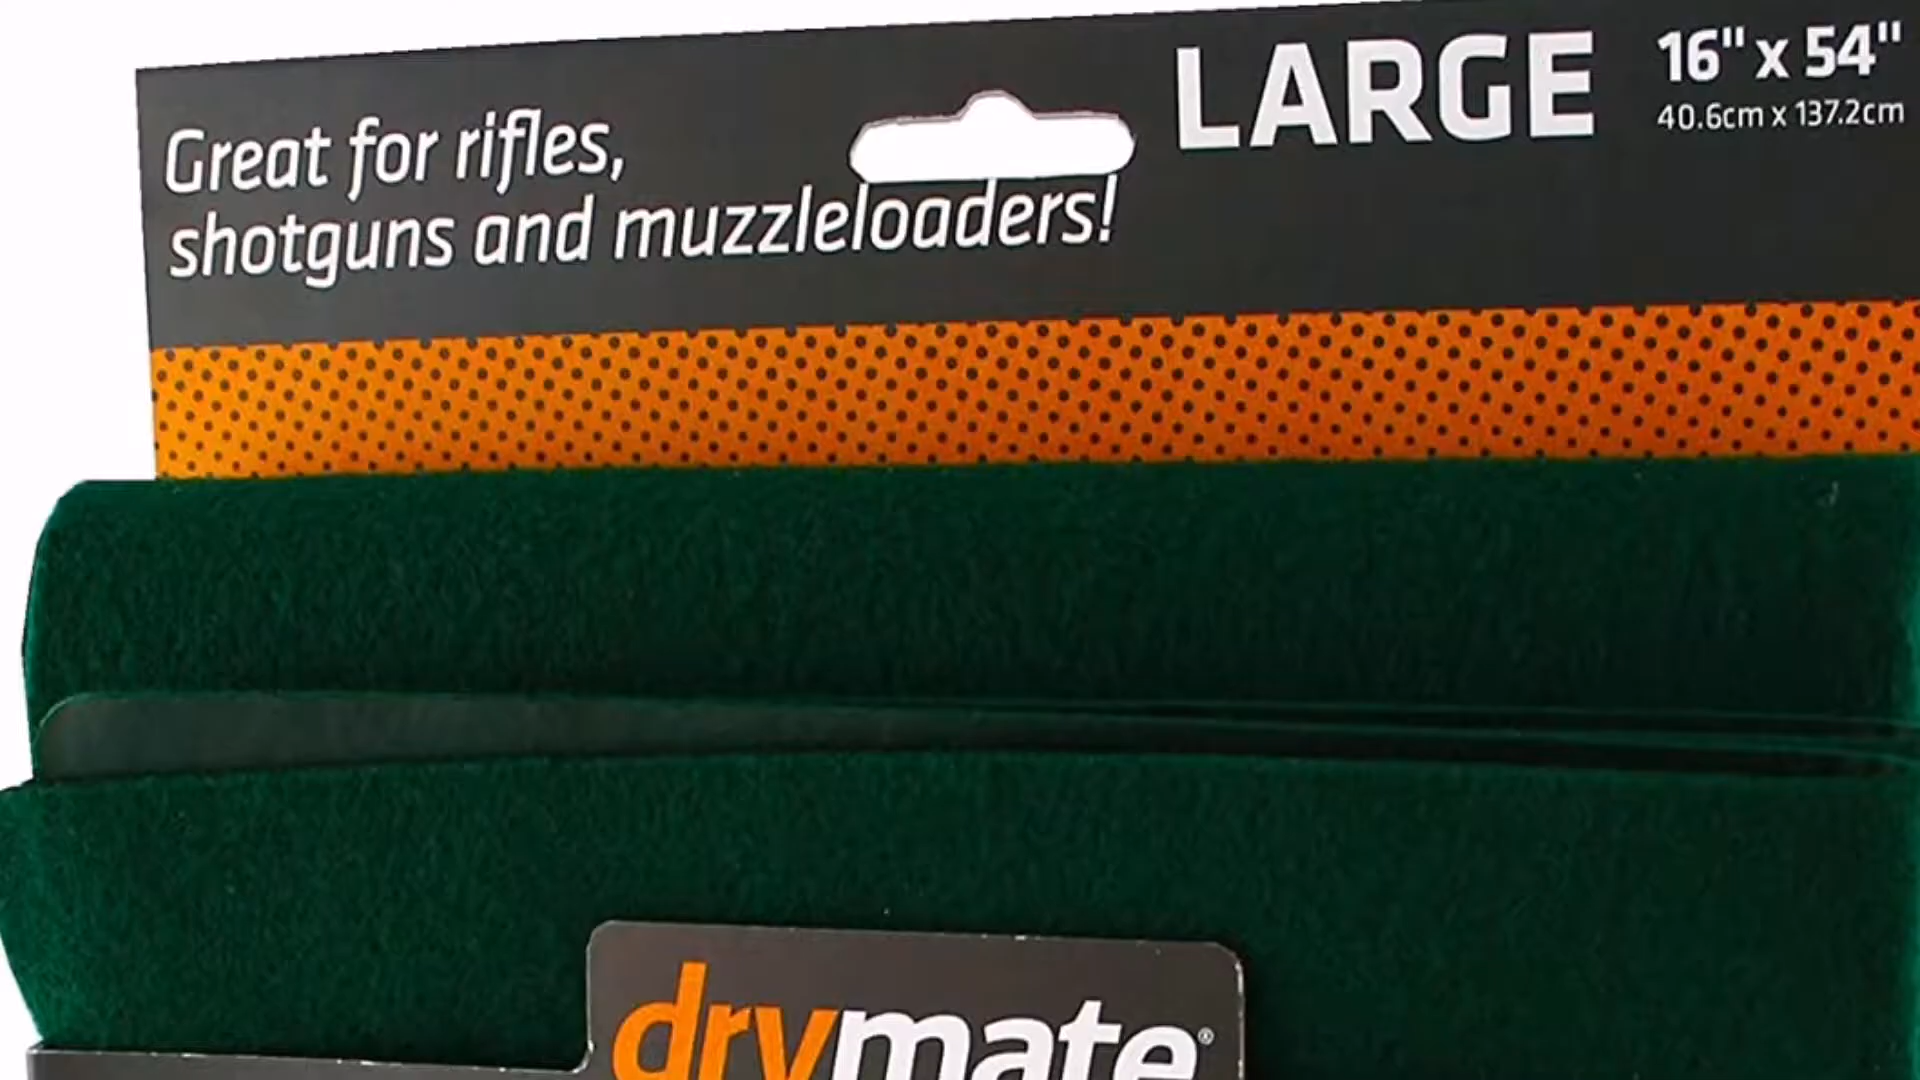 Great for rifles,
shotguns and muzzleloaders!
LARGE
16" x 54"
40.6cm x 137.2cm
drymate®